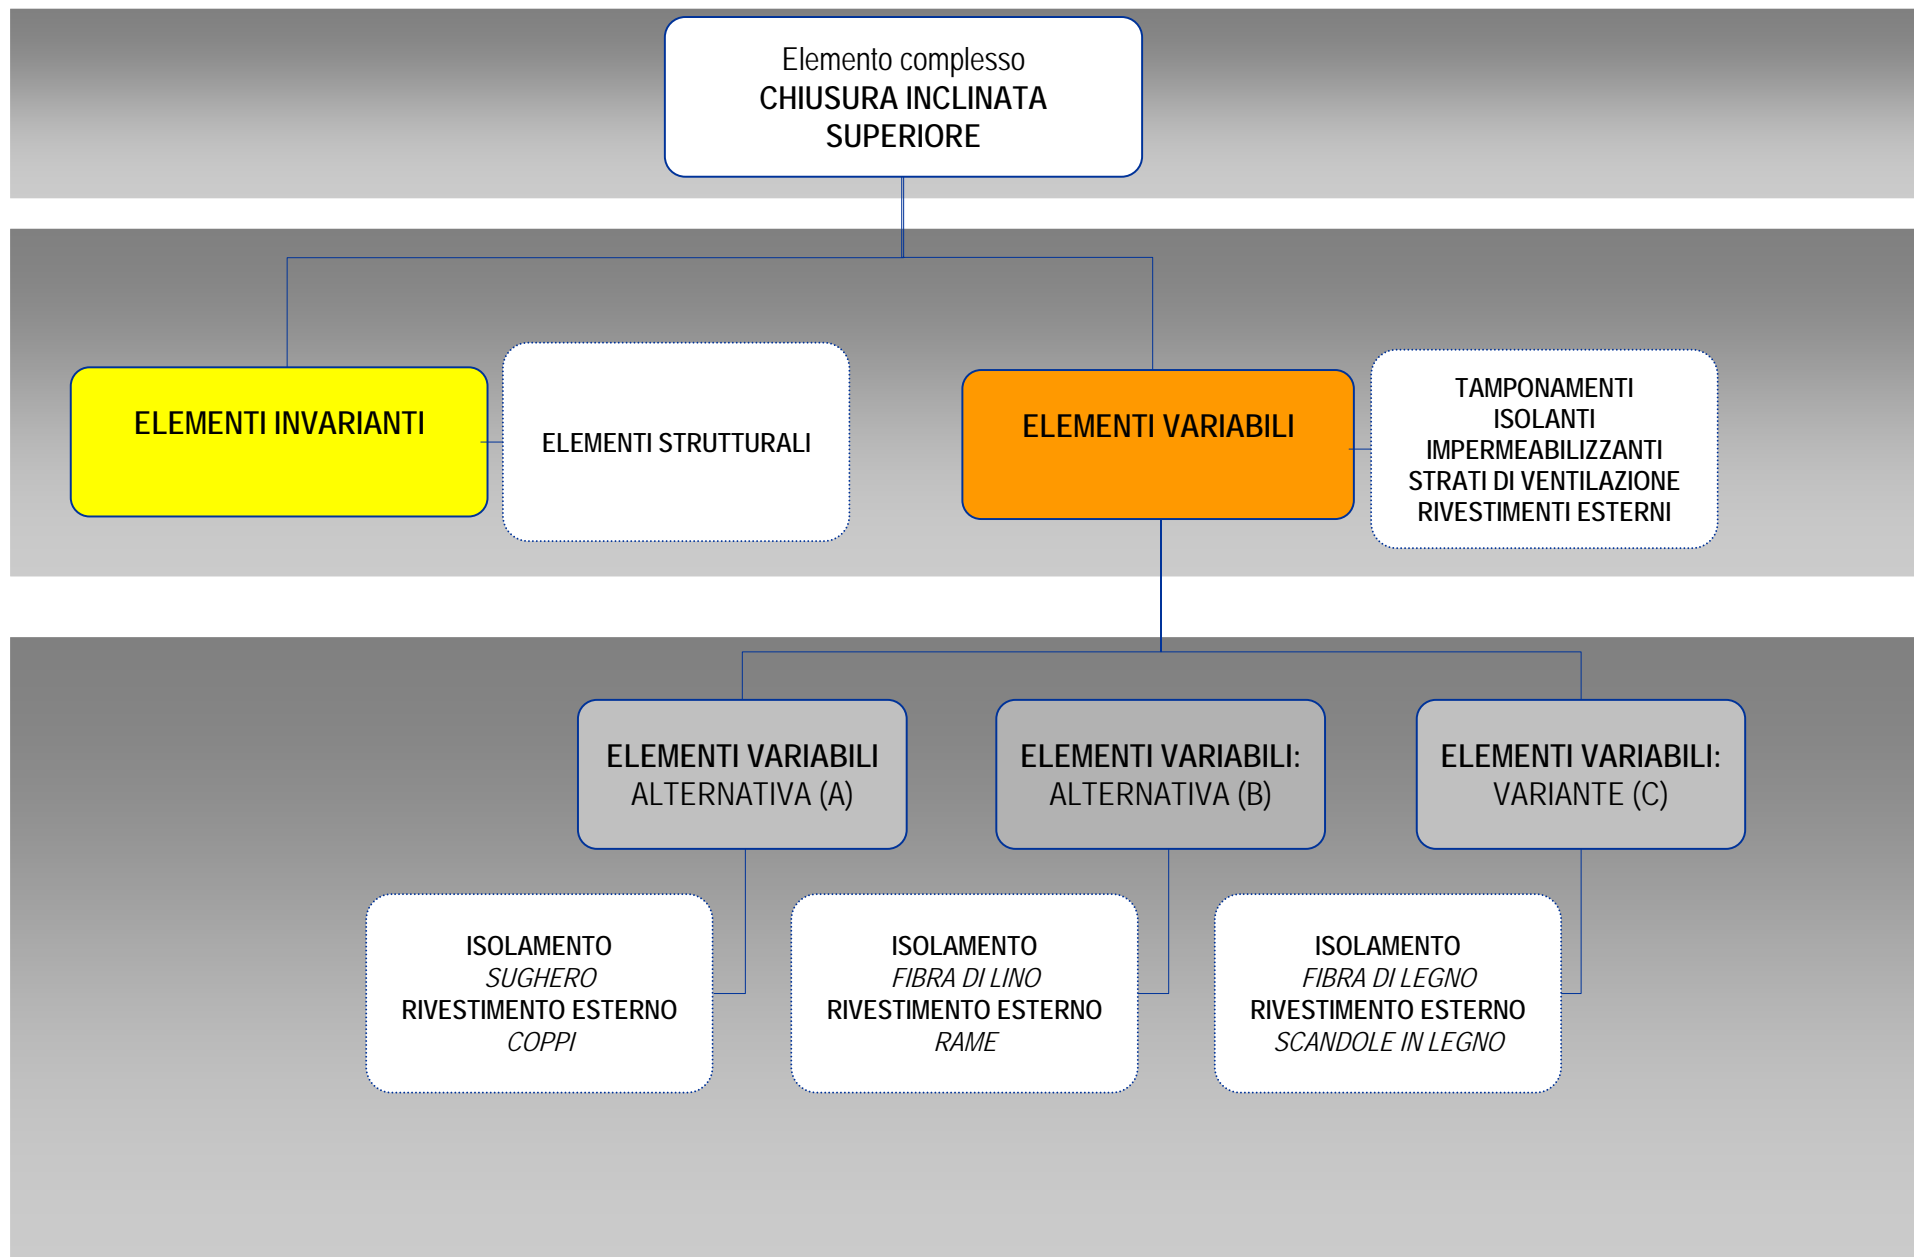 Elemento complesso
CHIUSURA INCLINATA
SUPERIORE
ELEMENTI INVARIANTI
ELEMENTI STRUTTURALI
ELEMENTI VARIABILI
TAMPONAMENTI
ISOLANTI
IMPERMEABILIZZANTI
STRATI DI VENTILAZIONE
RIVESTIMENTI ESTERNI
ELEMENTI VARIABILI
ALTERNATIVA (A)
ELEMENTI VARIABILI:
ALTERNATIVA (B)
ELEMENTI VARIABILI:
VARIANTE (C)
ISOLAMENTO
SUGHERO
RIVESTIMENTO ESTERNO
COPPI
ISOLAMENTO
FIBRA DI LINO
RIVESTIMENTO ESTERNO
RAME
ISOLAMENTO
FIBRA DI LEGNO
RIVESTIMENTO ESTERNO
SCANDOLE IN LEGNO